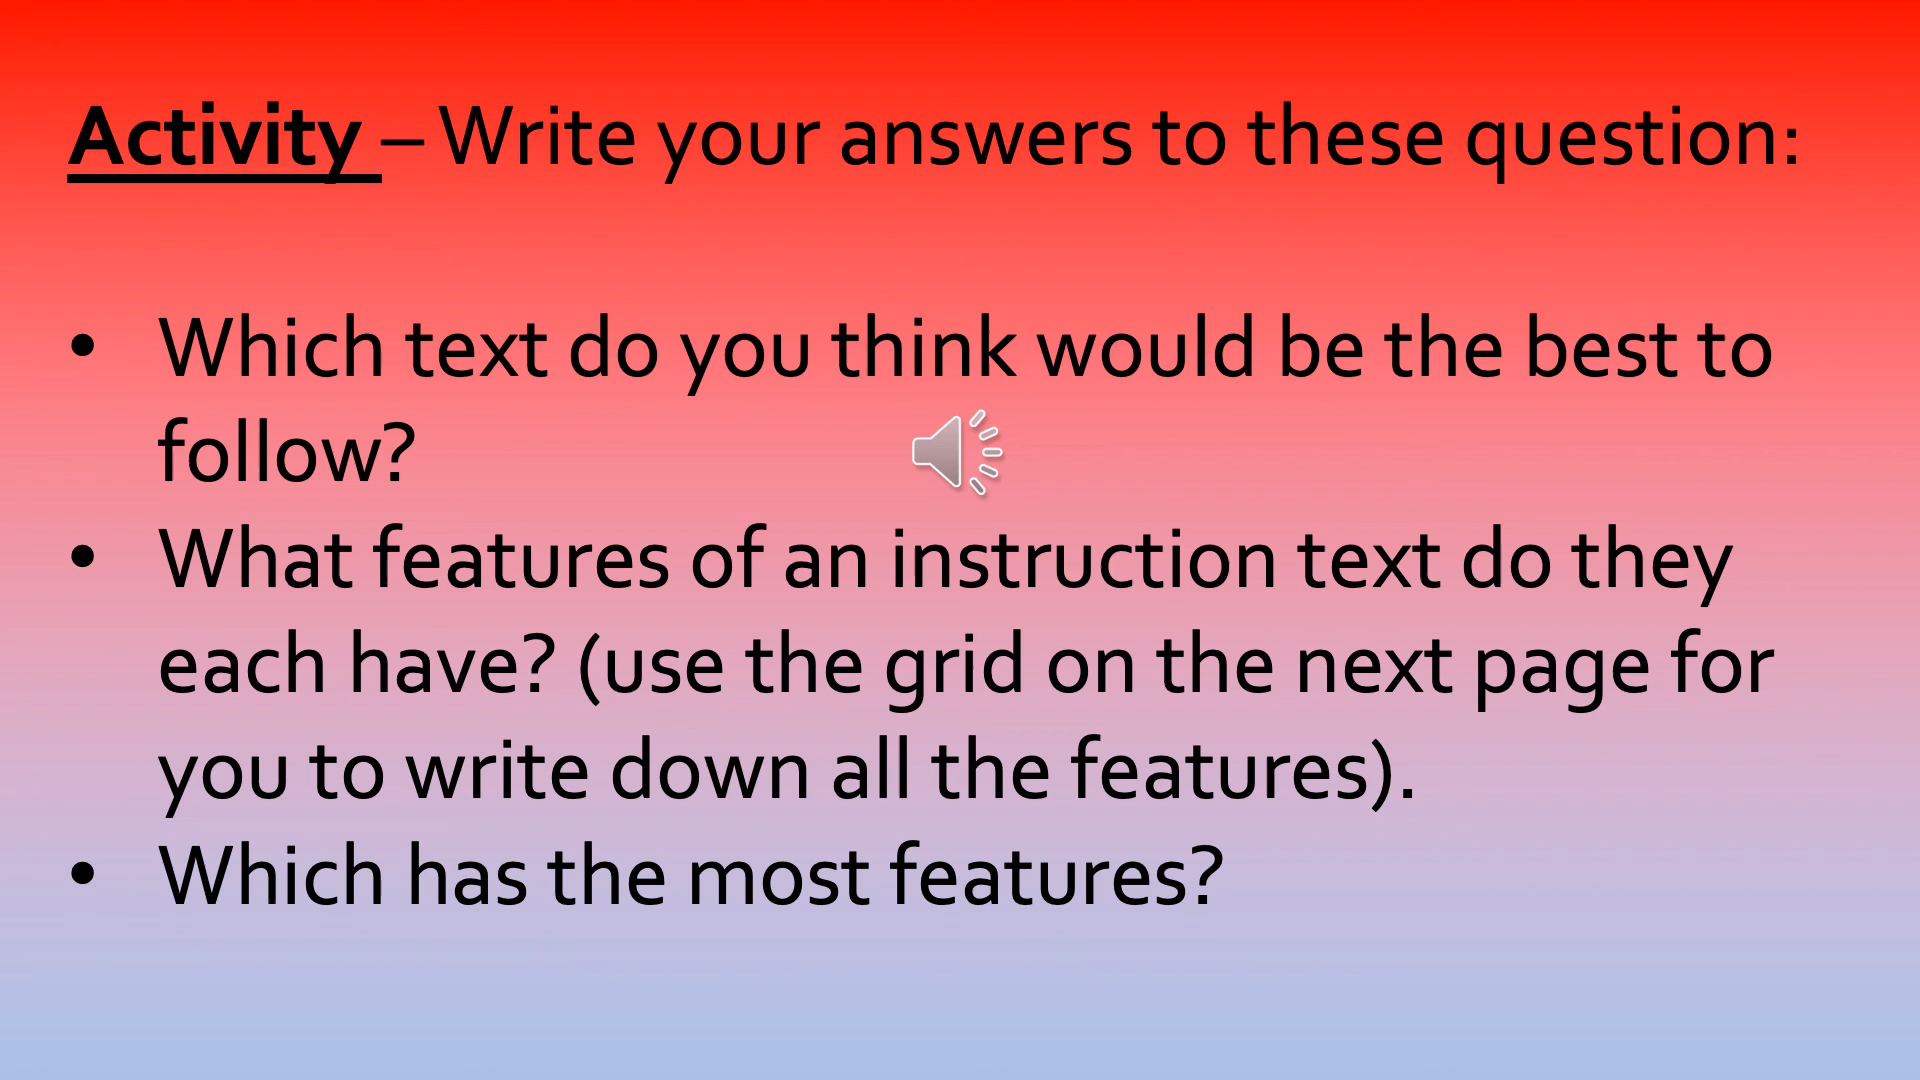 Activity – Write your answers to these question:
• Which text do you think would be the best to
follow?
• What features of an instruction text do they
each have? (use the grid on the next page for
you to write down all the features).
• Which has the most features?